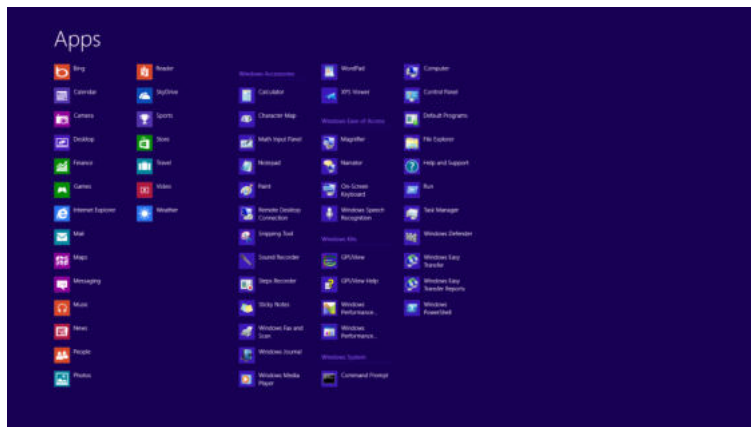 Apps
Bing
Calendar
Camera
Desktop
Finance
Games
Internet Explorer
Mail
Maps
Messaging
Music
News
People
Photos
Reader
SkyDrive
Sports
Store
Travel
Video
Weather
Windows Accessories
Calculator
Character Map
Math Input Panel
Notepad
Paint
Remote Desktop
Connection
Snipping Tool
Sound Recorder
Steps Recorder
Sticky Notes
Windows Fax and
Scan
Windows Journal
Windows Media
Player
WordPad
XPS Viewer
Windows Ease of Access
Magnifier
Narrator
On-Screen
Keyboard
Windows Speech
Recognition
Windows Kits
GPUView
GPUView Help
Windows
Performance...
Windows
Performance...
Windows System
Command Prompt
Computer
Control Panel
Default Programs
File Explorer
Help and Support
Run
Task Manager
Windows Defender
Windows Easy
Transfer
Windows Easy
Transfer Reports
Windows
PowerShell